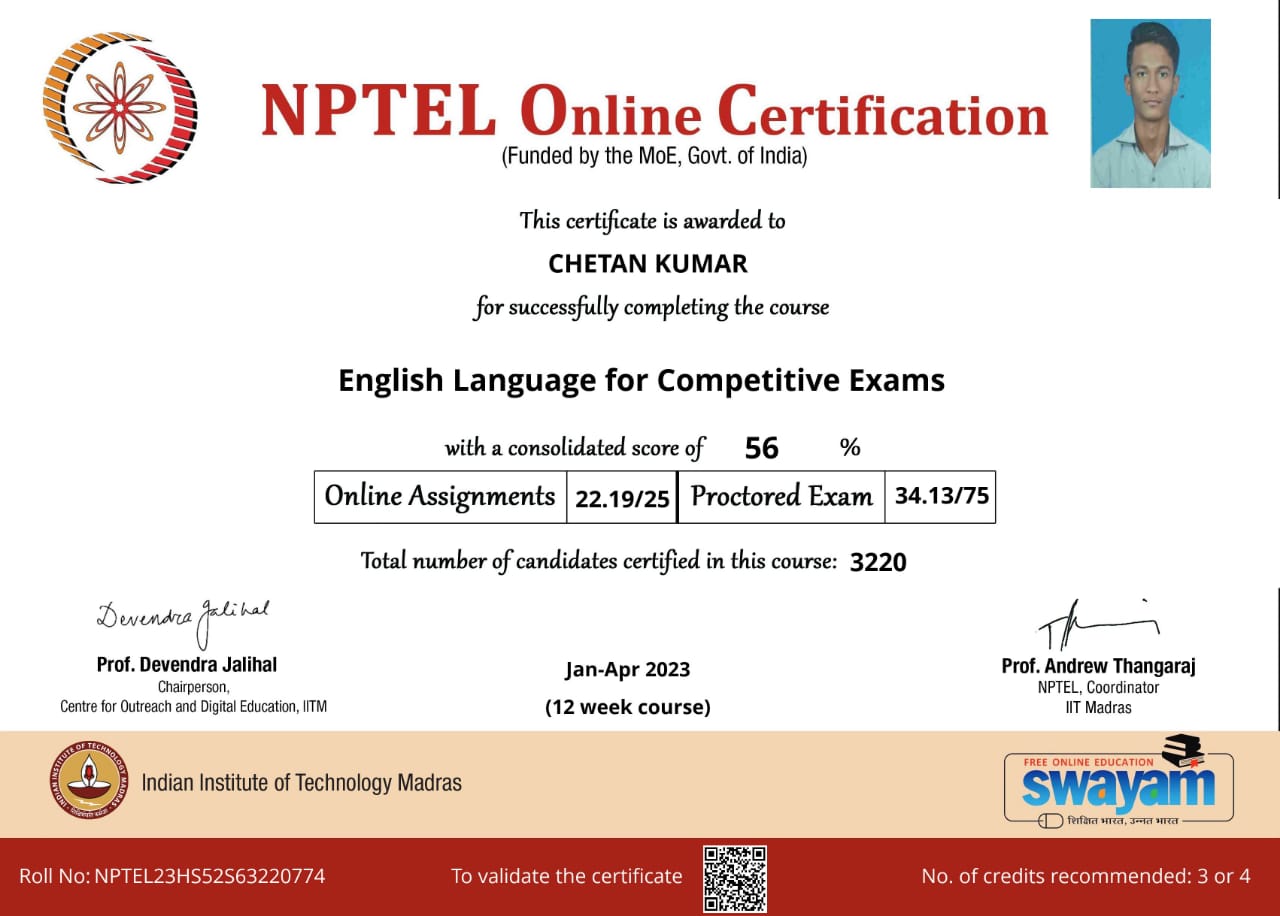 NPTEL Online Certification
(Funded by the MoE, Govt. of India)
This certificate is awarded to
CHETAN KUMAR
for successfully completing the course
English Language for Competitive Exams
with a consolidated score of 56 %
Online Assignments 22.19/25 Proctored Exam 34.13/75
Total number of candidates certified in this course: 3220
Devendra Jalihal
Prof. Devendra Jalihal
Chairperson,
Centre for Outreach and Digital Education, IITM
Jan-Apr 2023
(12 week course)
Prof. Andrew Thangaraj
NPTEL, Coordinator
IIT Madras
INDIAN INSTITUTE OF TECHNOLOGY MADRAS
Indian Institute of Technology Madras
FREE ONLINE EDUCATION
swayam
शिक्षित भारत, उन्नत भारत
Roll No: NPTEL23HS52S63220774
To validate the certificate
No. of credits recommended: 3 or 4